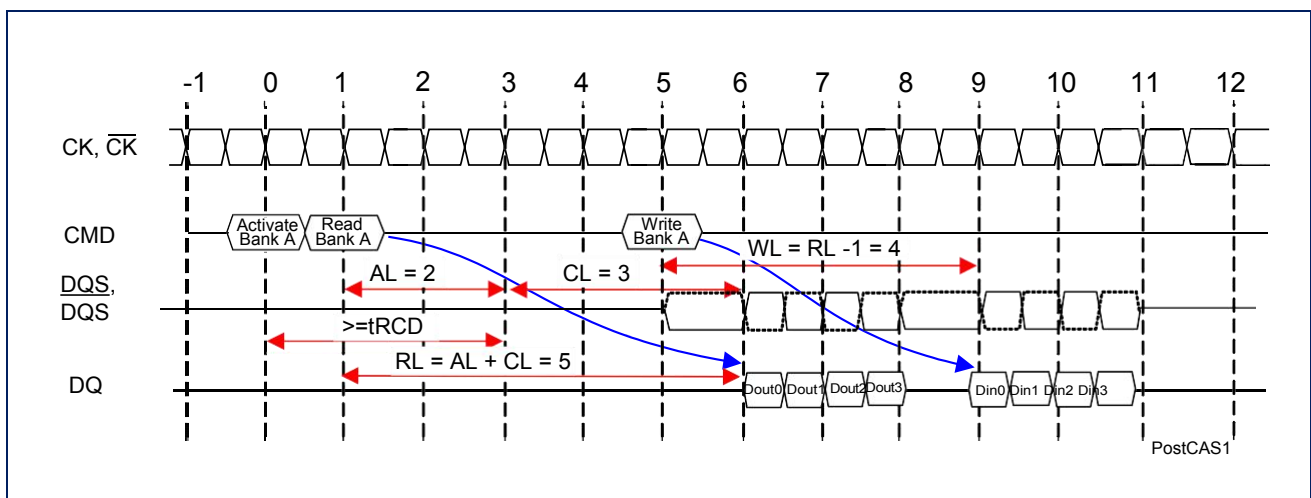 -1 0 1 2 3 4 5 6 7 8 9 10 11 12
CK, C̅K̅
CMD
Activate
Bank A
Read
Bank A
Write
Bank A
WL = RL -1 = 4
AL = 2
CL = 3
D̅Q̅S̅,
DQS
>=tRCD
RL = AL + CL = 5
DQ
Dout0 Dout1 Dout2 Dout3 Din0 Din1 Din2 Din3
PostCAS1